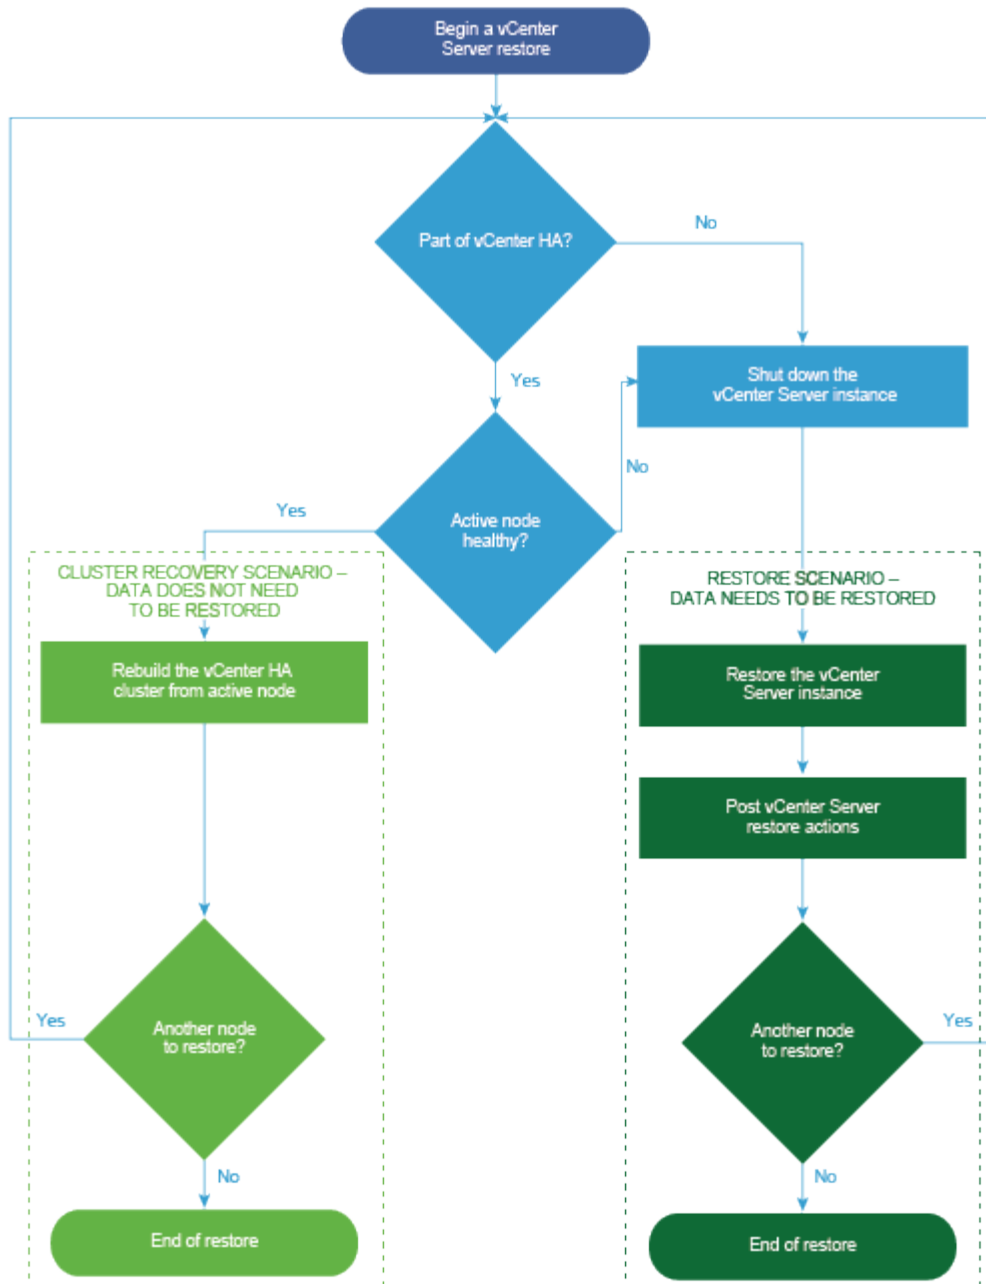 Begin a vCenter
Server restore
Part of vCenter HA?
No
Yes
Shut down the
vCenter Server instance
No
Active node
healthy?
Yes
CLUSTER RECOVERY SCENARIO –
DATA DOES NOT NEED
TO BE RESTORED
RESTORE SCENARIO –
DATA NEEDS TO BE RESTORED
Rebuild the vCenter HA
cluster from active node
Restore the vCenter
Server instance
Post vCenter Server
restore actions
Yes
Another node
to restore?
Another node
to restore?
Yes
No
No
End of restore
End of restore